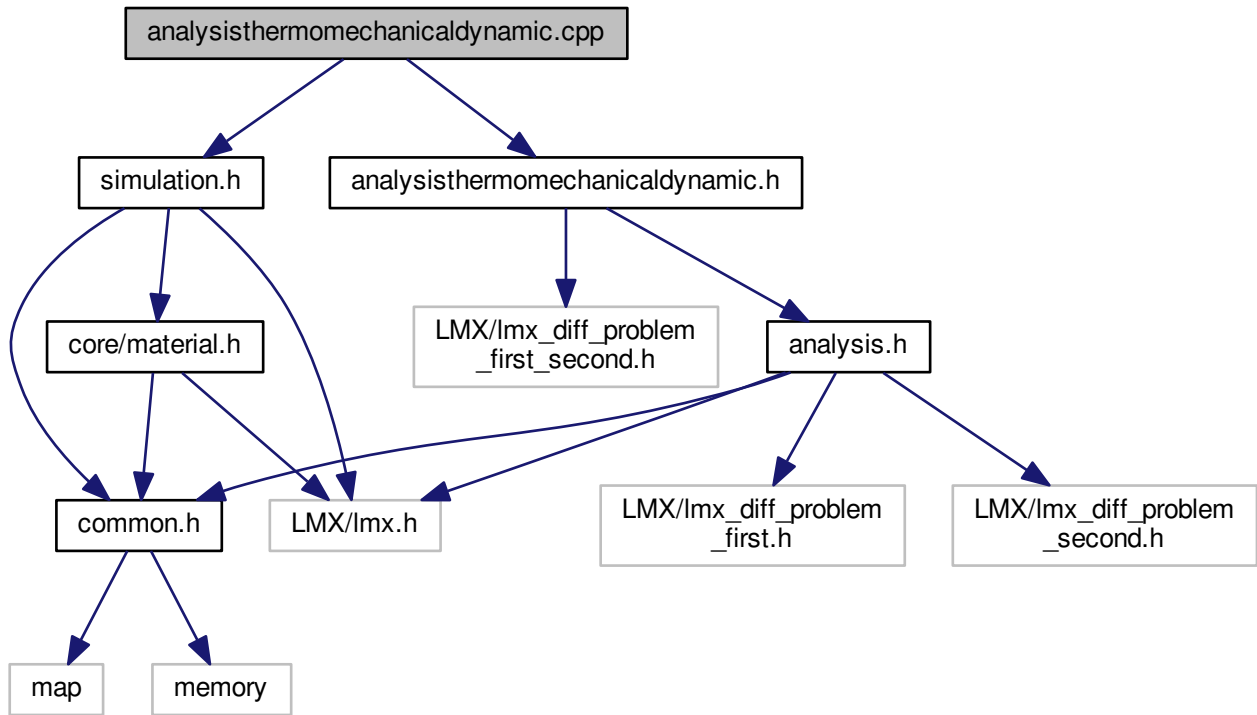 analysisthermomechanicaldynamic.cpp
simulation.h
analysisthermomechanicaldynamic.h
LMX/lmx_diff_problem
_first_second.h
core/material.h
analysis.h
common.h
LMX/lmx.h
LMX/lmx_diff_problem
_first.h
LMX/lmx_diff_problem
_second.h
map
memory